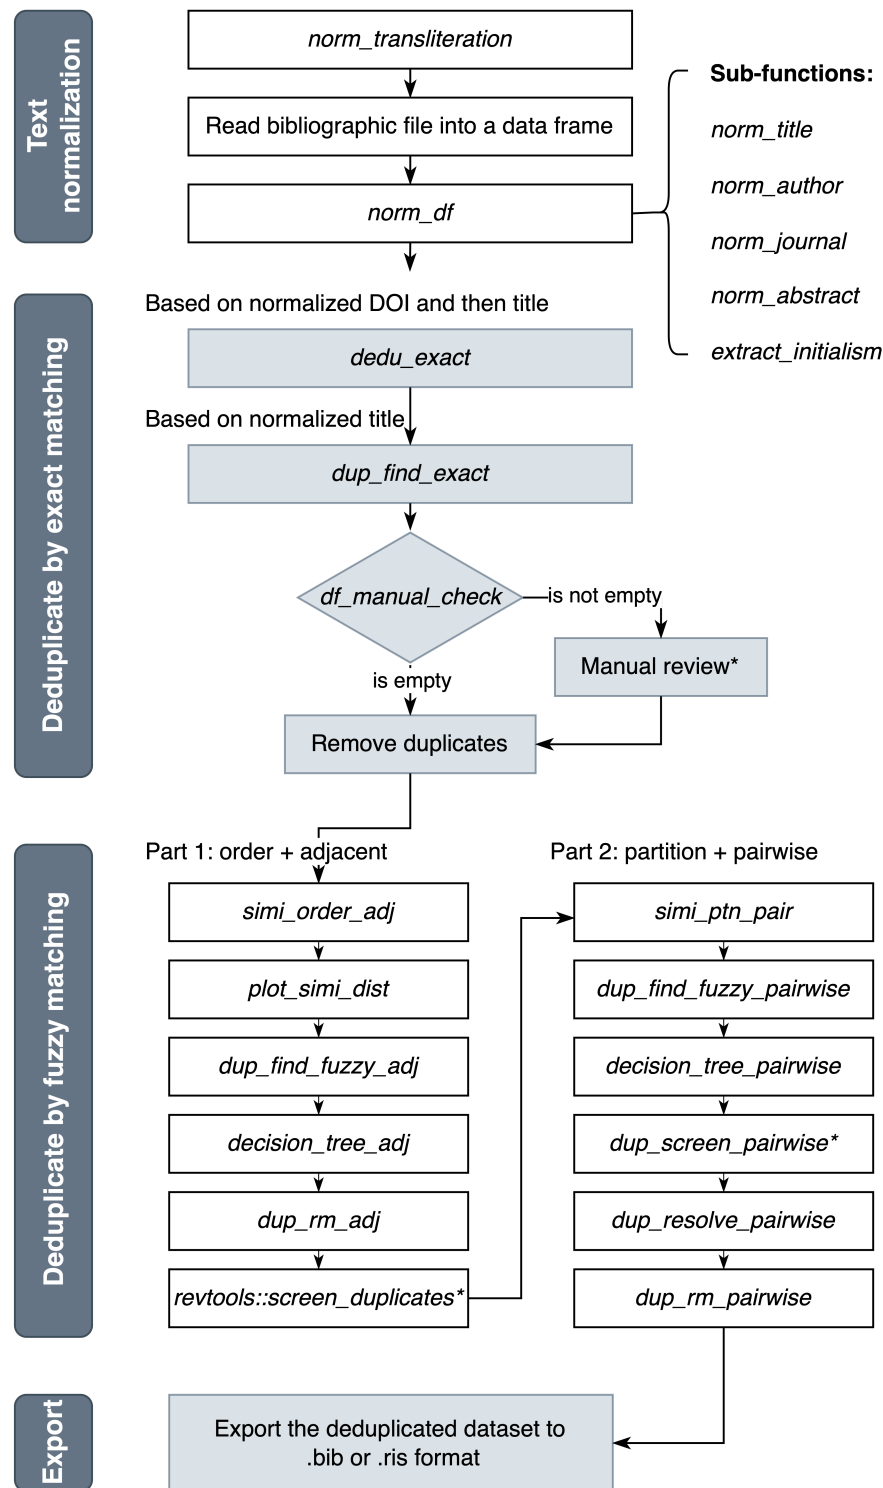 Text
normalization
norm_transliteration
Read bibliographic file into a data frame
norm_df
Sub-functions:
norm_title
norm_author
norm_journal
norm_abstract
extract_initialism
Deduplicate by exact matching
Based on normalized DOI and then title
dedu_exact
Based on normalized title
dup_find_exact
df_manual_check
is not empty
Manual review*
is empty
Remove duplicates
Deduplicate by fuzzy matching
Part 1: order + adjacent
simi_order_adj
plot_simi_dist
dup_find_fuzzy_adj
decision_tree_adj
dup_rm_adj
revtools::screen_duplicates*
Part 2: partition + pairwise
simi_ptn_pair
dup_find_fuzzy_pairwise
decision_tree_pairwise
dup_screen_pairwise*
dup_resolve_pairwise
dup_rm_pairwise
Export
Export the deduplicated dataset to
.bib or .ris format